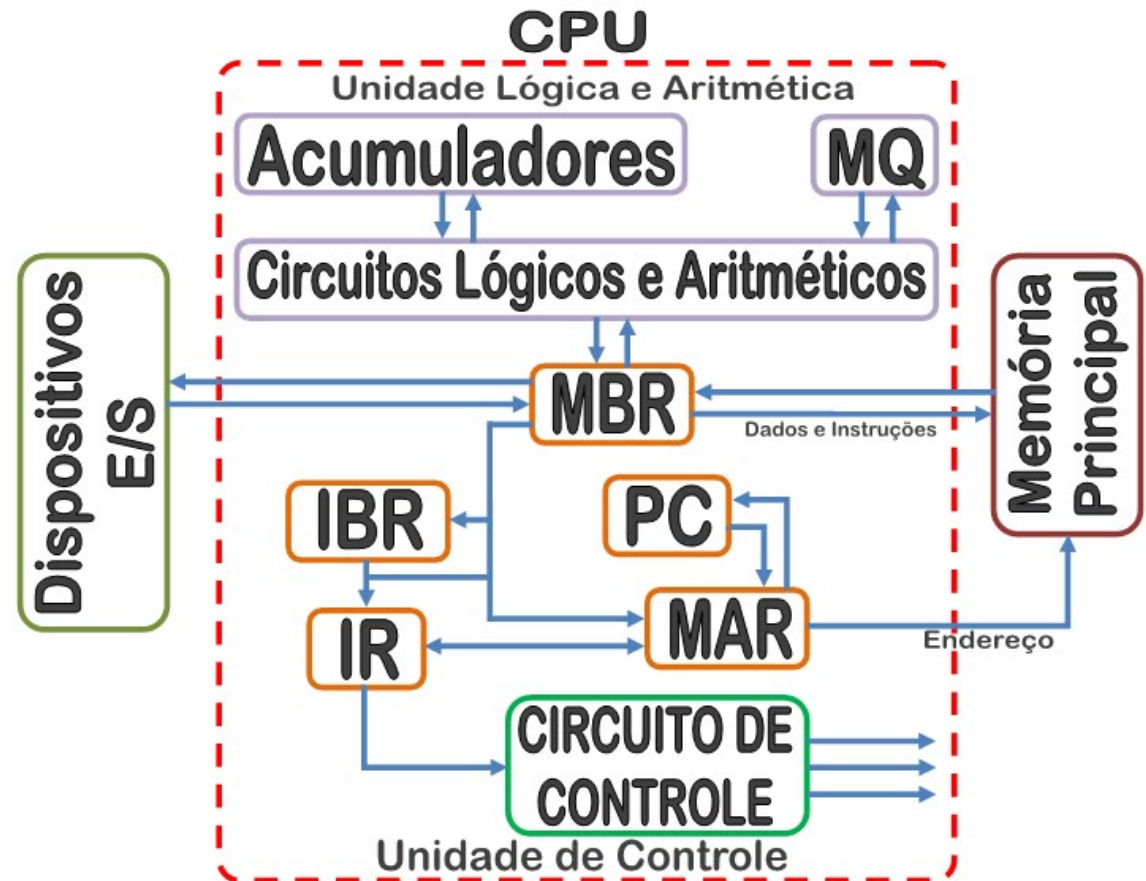 CPU
Unidade Lógica e Aritmética
Acumuladores
MQ
Circuitos Lógicos e Aritméticos
Dispositivos
E/S
MBR
Dados e Instruções
Memória
Principal
IBR
PC
IR
MAR
Endereço
CIRCUITO DE
CONTROLE
Unidade de Controle